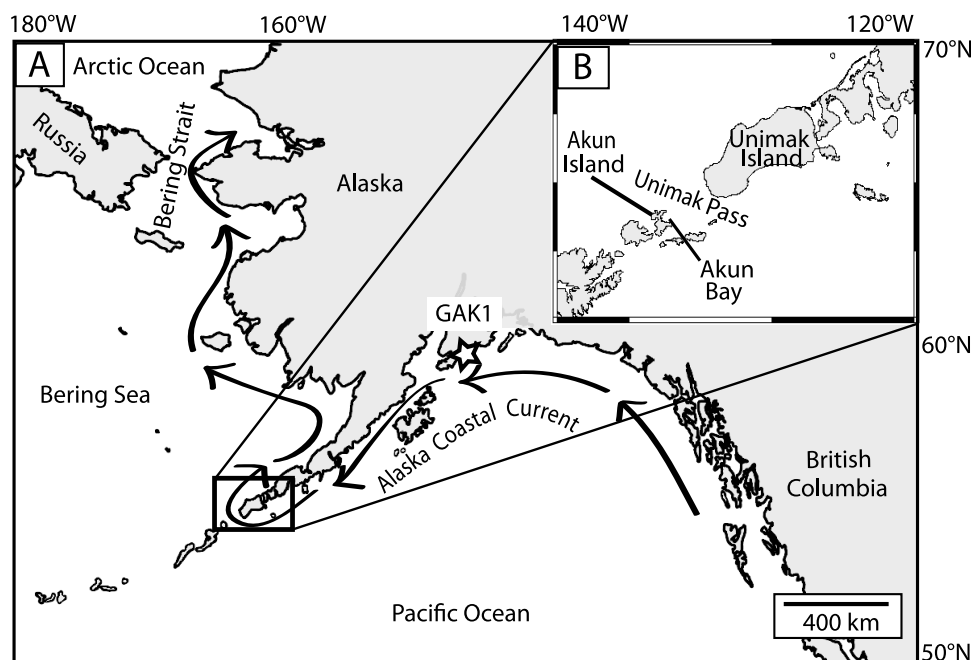 180°W
160°W
140°W
120°W
A
Arctic Ocean
B
70°N
Russia
Bering Strait
Alaska
Akun
Island
Unimak
Island
Unimak Pass
Akun
Bay
GAK1
60°N
Bering Sea
Alaska Coastal Current
British
Columbia
Pacific Ocean
400 km
50°N